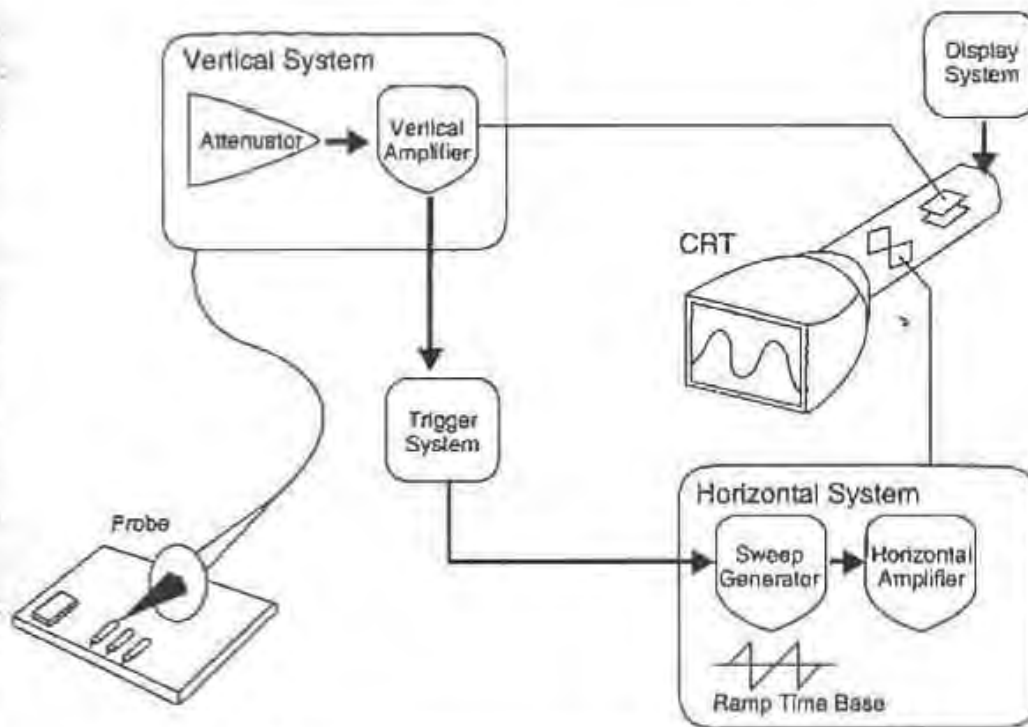 Vertical System
Attenuator
Vertical
Amplifier
Display
System
CRT
Trigger
System
Probe
Horizontal System
Sweep
Generator
Horizontal
Amplifier
Ramp Time Base